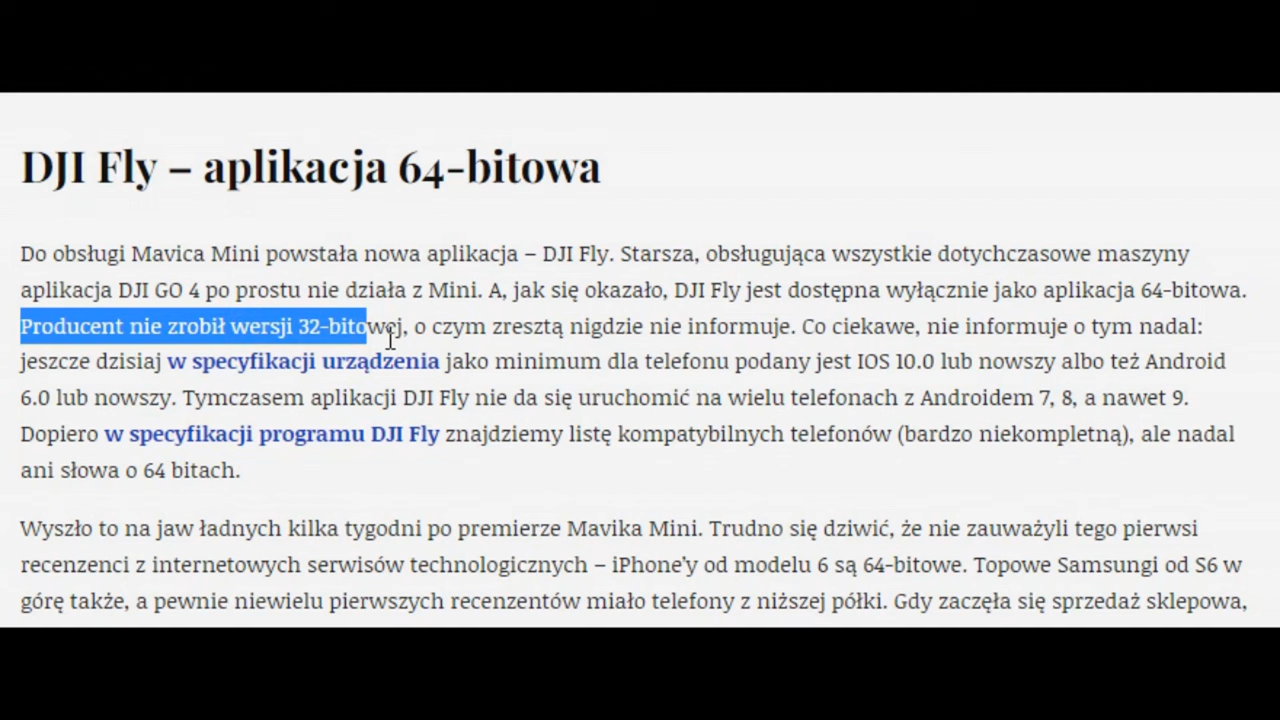 DJI Fly – aplikacja 64-bitowa
Do obsługi Mavica Mini powstała nowa aplikacja – DJI Fly. Starsza, obsługująca wszystkie dotychczasowe maszyny
aplikacja DJI GO 4 po prostu nie działa z Mini. A, jak się okazało, DJI Fly jest dostępna wyłącznie jako aplikacja 64-bitowa.
Producent nie zrobił wersji 32-bitowej, o czym zresztą nigdzie nie informuje. Co ciekawe, nie informuje o tym nadal:
jeszcze dzisiaj w specyfikacji urządzenia jako minimum dla telefonu podany jest IOS 10.0 lub nowszy albo też Android
6.0 lub nowszy. Tymczasem aplikacji DJI Fly nie da się uruchomić na wielu telefonach z Androidem 7, 8, a nawet 9.
Dopiero w specyfikacji programu DJI Fly znajdziemy listę kompatybilnych telefonów (bardzo niekompletną), ale nadal
ani słowa o 64 bitach.
Wyszło to na jaw ładnych kilka tygodni po premierze Mavika Mini. Trudno się dziwić, że nie zauważyli tego pierwsi
recenzenci z internetowych serwisów technologicznych – iPhone’y od modelu 6 są 64-bitowe. Topowe Samsungi od S6 w
górę także, a pewnie niewielu pierwszych recenzentów miało telefony z niższej półki. Gdy zaczęła się sprzedaż sklepowa,